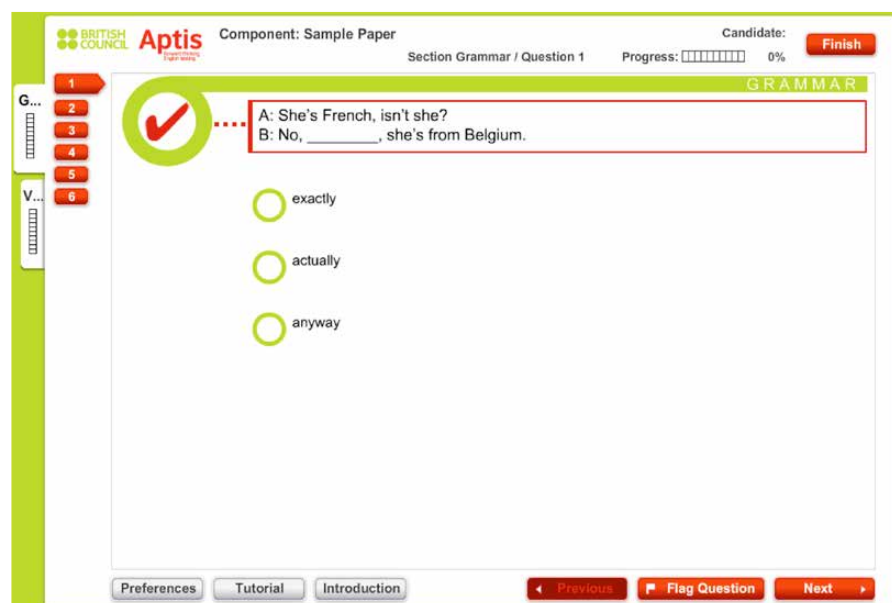 BRITISH
COUNCIL
Aptis
Component: Sample Paper
Candidate:
Section Grammar / Question 1
Progress:
0%
Finish
G...
V...
1
2
3
4
5
6
GRAMMAR
A: She's French, isn't she?
B: No, _________, she's from Belgium.
exactly
actually
anyway
Preferences
Tutorial
Introduction
Previous
Flag Question
Next